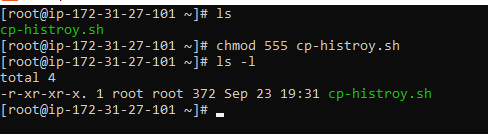 [root@ip-172-31-27-101 ~]# ls
cp-histroy.sh
[root@ip-172-31-27-101 ~]# chmod 555 cp-histroy.sh
[root@ip-172-31-27-101 ~]# ls -l
total 4
-r-xr-xr-x. 1 root root 372 Sep 23 19:31 cp-histroy.sh
[root@ip-172-31-27-101 ~]#